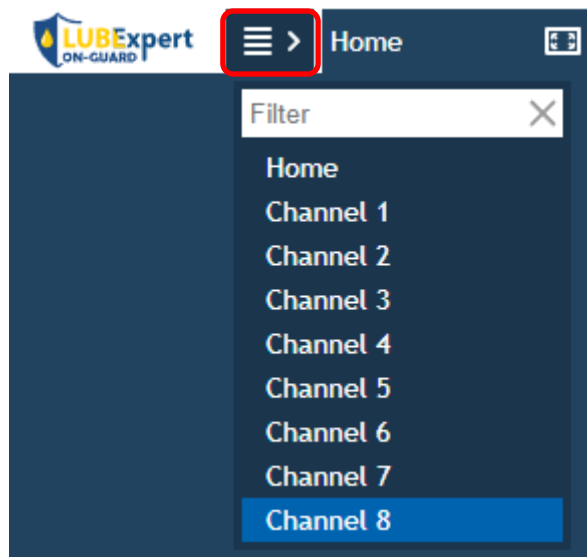 LUBExpert
ON-GUARD
Home
Filter
Home
Channel 1
Channel 2
Channel 3
Channel 4
Channel 5
Channel 6
Channel 7
Channel 8